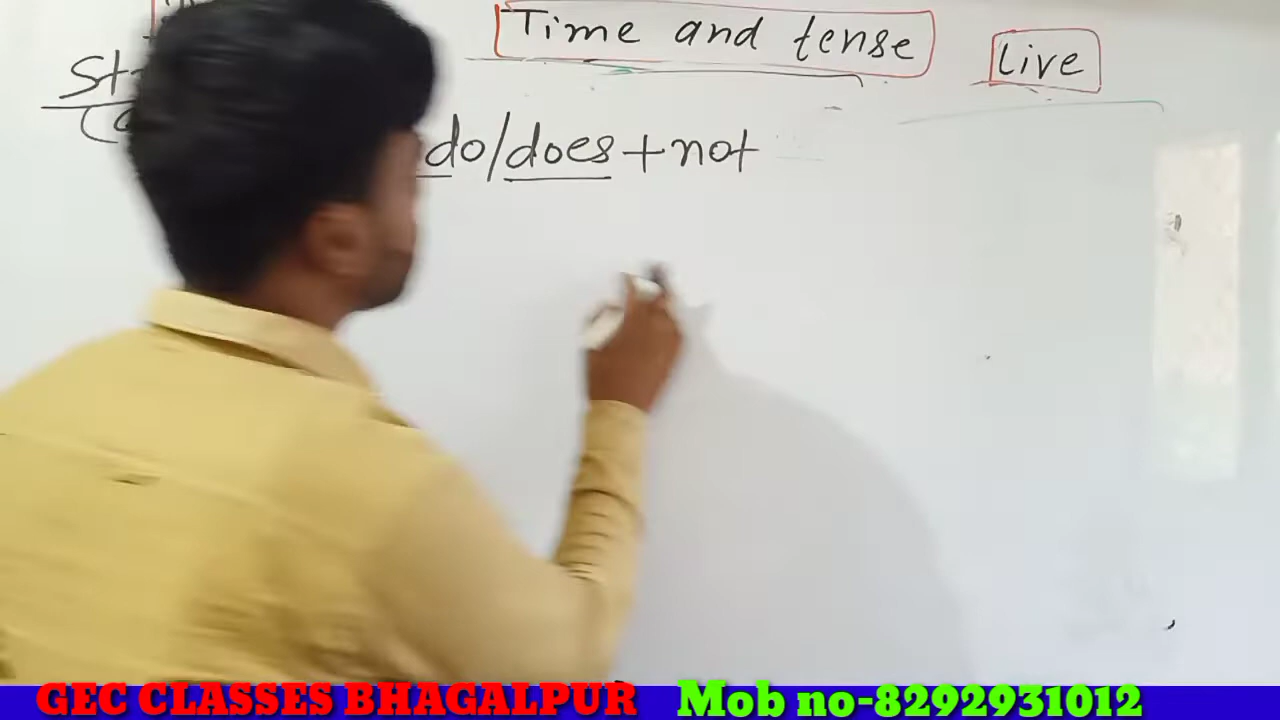 Time and tense
Live
do/does + not
GEC CLASSES BHAGALPUR Mob no-8292931012